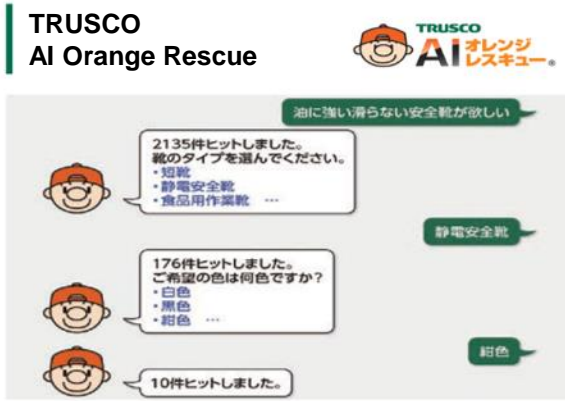 TRUSCO
AI Orange Rescue
TRUSCO
AI オレンジ
レスキュー®
油に強い滑らない安全靴が欲しい
2135件ヒットしました。
靴のタイプを選んでください。
・短靴
・静電安全靴
・食品用作業靴 …
静電安全靴
176件ヒットしました。
ご希望の色は何色ですか？
・白色
・黒色
・紺色 …
紺色
10件ヒットしました。